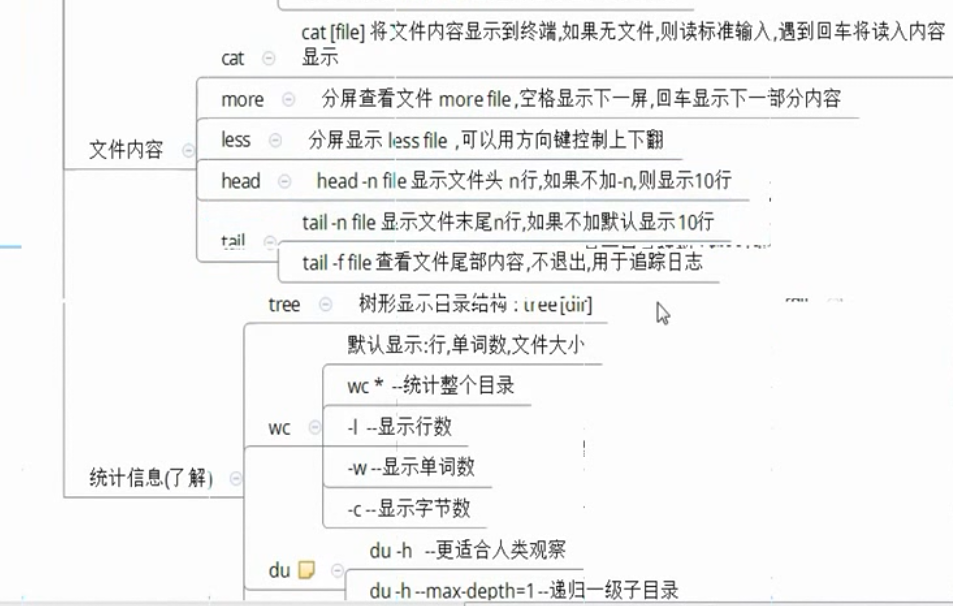 cat [file] 将文件内容显示到终端,如果无文件,则读标准输入,遇到回车将读入内容
显示
cat
more
分屏查看文件 more file ,空格显示下一屏,回车显示下一部分内容
less
分屏显示 less file ,可以用方向键控制上下翻
文件内容
head
head -n file 显示文件头 n行,如果不加-n,则显示10行
tail -n file 显示文件末尾n行,如果不加默认显示10行
tail
tail -f file 查看文件尾部内容,不退出,用于追踪日志
tree
树形显示目录结构 : tree [dir]
默认显示:行,单词数,文件大小
wc * --统计整个目录
wc
-l --显示行数
-w --显示单词数
统计信息(了解)
-c --显示字节数
du -h --更适合人类观察
du
du -h --max-depth=1 --递归一级子目录